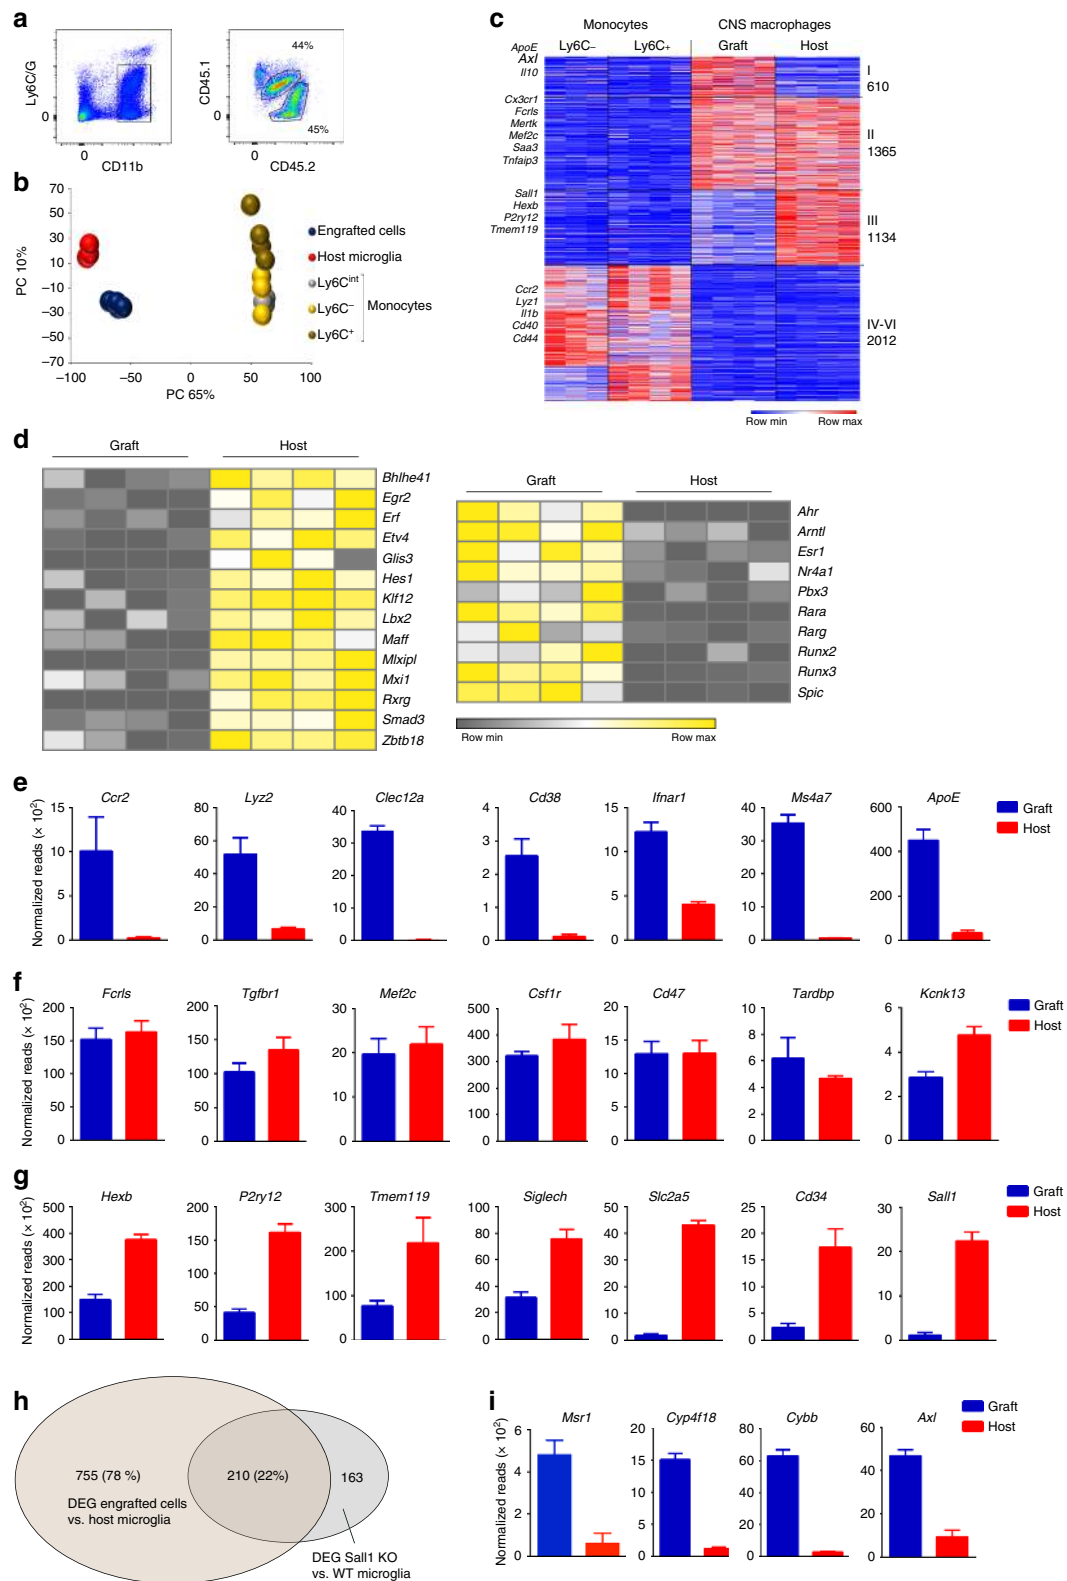 a
Ly6C/G
0
0
CD11b
CD45.1
0
44%
45%
0
CD45.2
b
PC 10%
70
50
30
10
–10
–30
–50
–70
–100
–50
0
50
100
PC 65%
Engrafted cells
Host microglia
Ly6Cint
Ly6C–
Ly6C+
Monocytes
c
Monocytes
CNS macrophages
Ly6C–
Ly6C+
Graft
Host
ApoE
Axl
Il10
Cx3cr1
Fcrls
Mertk
Mef2c
Saa3
Tnfaip3
Sall1
Hexb
P2ry12
Tmem119
Ccr2
Lyz1
Il1b
Cd40
Cd44
I
610
II
1365
III
1134
IV-VI
2012
Row min
Row max
d
Graft
Host
Bhlhe41
Egr2
Erf
Etv4
Glis3
Hes1
Klf12
Lbx2
Maff
Mlxipl
Mxi1
Rxrg
Smad3
Zbtb18
Graft
Host
Ahr
Arntl
Esr1
Nr4a1
Pbx3
Rara
Rarg
Runx2
Runx3
Spic
Row min
Row max
e
Normalized reads (× 10²)
Ccr2
15
10
5
0
Lyz2
80
60
40
20
0
Clec12a
40
30
20
10
0
Cd38
4
3
2
1
0
Ifnar1
15
10
5
0
Ms4a7
40
30
20
10
0
ApoE
600
400
200
0
Graft
Host
f
Normalized reads (× 10²)
Fcrls
200
150
100
50
0
Tgfbr1
200
150
100
50
0
Mef2c
30
20
10
0
Csf1r
500
400
300
200
100
0
Cd47
20
15
10
5
0
Tardbp
10
8
6
4
2
0
Kcnk13
6
4
2
0
Graft
Host
g
Normalized reads (× 10²)
Hexb
500
400
300
200
100
0
P2ry12
200
150
100
50
0
Tmem119
300
200
100
0
Siglech
100
80
60
40
20
0
Slc2a5
50
40
30
20
10
0
Cd34
25
20
15
10
5
0
Sall1
30
20
10
0
Graft
Host
h
755 (78 %)
DEG engrafted cells
vs. host microglia
210 (22%)
163
DEG Sall1 KO
vs. WT microglia
i
Normalized reads (× 10²)
Msr1
6
4
2
0
Cyp4f18
20
15
10
5
0
Cybb
80
60
40
20
0
Axl
60
40
20
0
Graft
Host